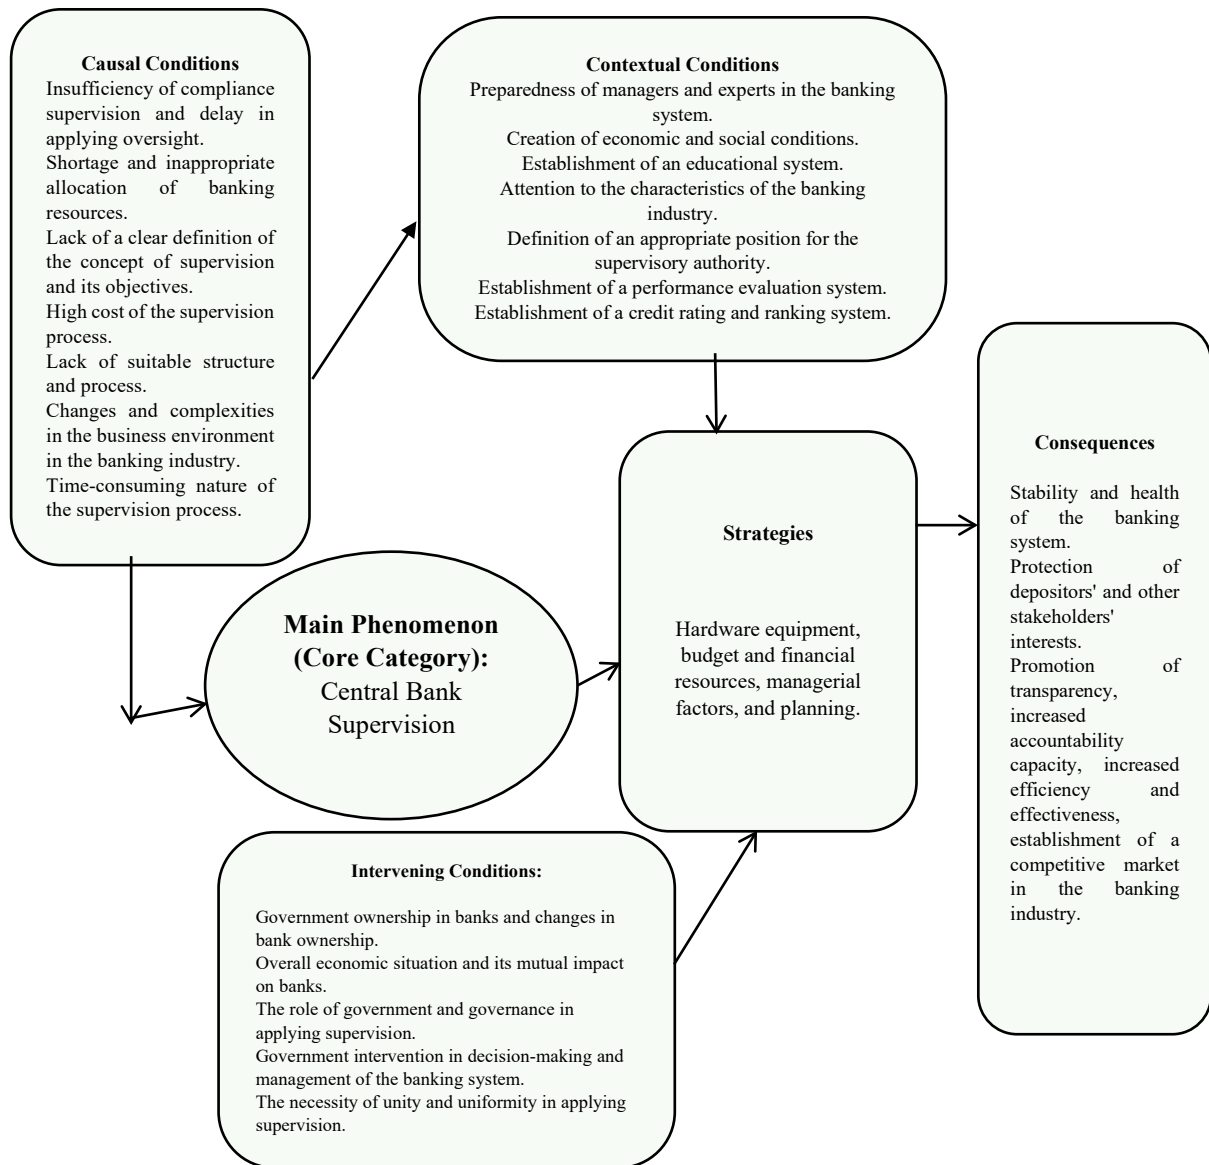 Causal Conditions
Insufficiency of compliance
supervision and delay in
applying oversight.
Shortage and inappropriate
allocation of banking
resources.
Lack of a clear definition of
the concept of supervision
and its objectives.
High cost of the supervision
process.
Lack of suitable structure
and process.
Changes and complexities
in the business environment
in the banking industry.
Time-consuming nature of
the supervision process.
Contextual Conditions
Preparedness of managers and experts in the banking
system.
Creation of economic and social conditions.
Establishment of an educational system.
Attention to the characteristics of the banking
industry.
Definition of an appropriate position for the
supervisory authority.
Establishment of a performance evaluation system.
Establishment of a credit rating and ranking system.
Main Phenomenon
(Core Category):
Central Bank
Supervision
Strategies
Hardware equipment,
budget and financial
resources, managerial
factors, and planning.
Intervening Conditions:
Government ownership in banks and changes in
bank ownership.
Overall economic situation and its mutual impact
on banks.
The role of government and governance in
applying supervision.
Government intervention in decision-making and
management of the banking system.
The necessity of unity and uniformity in applying
supervision.
Consequences
Stability and health
of the banking
system.
Protection of
depositors' and other
stakeholders'
interests.
Promotion of
transparency,
increased
accountability
capacity, increased
efficiency and
effectiveness,
establishment of a
competitive market
in the banking
industry.